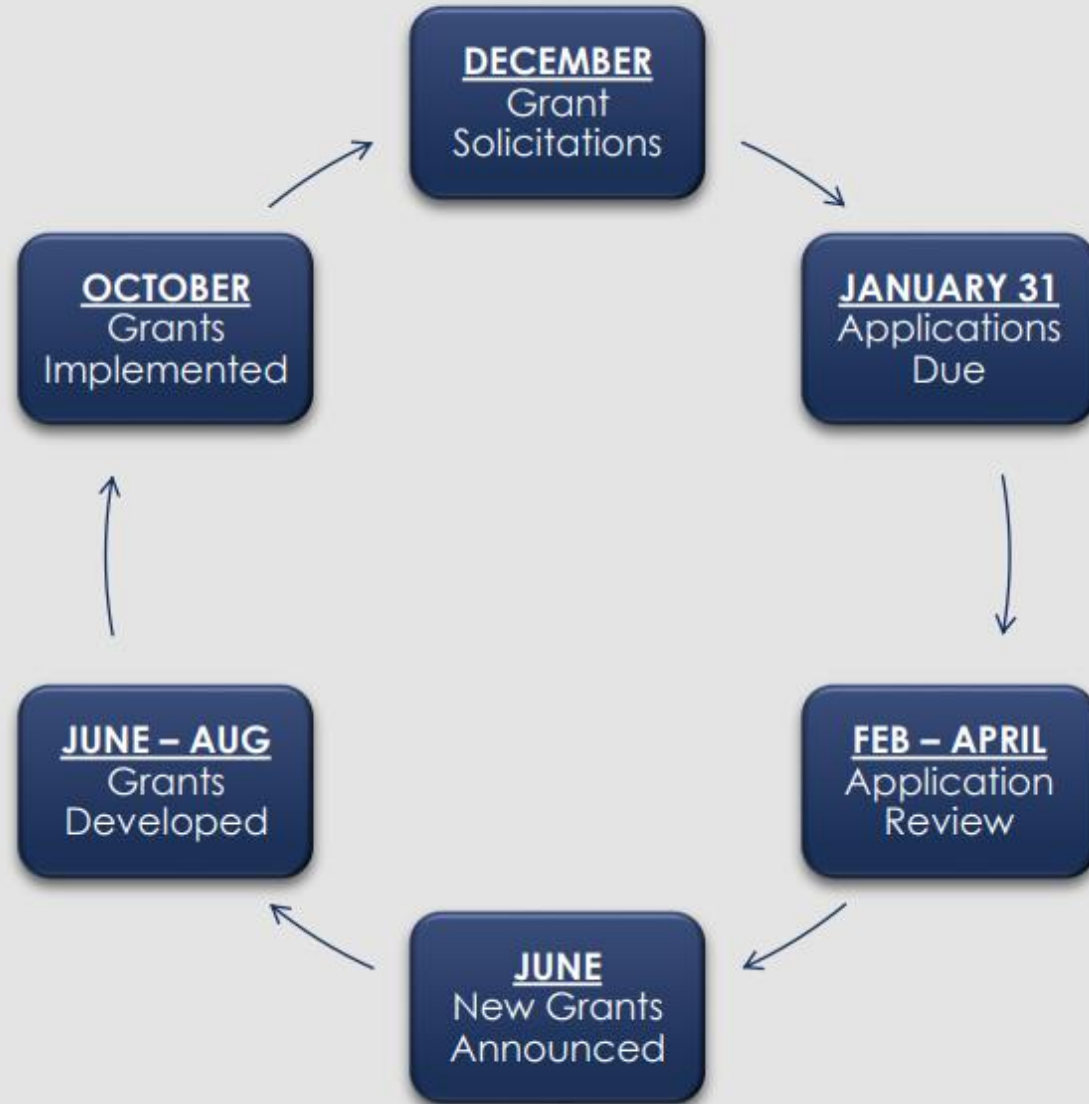 DECEMBER
Grant
Solicitations
JANUARY 31
Applications
Due
FEB – APRIL
Application
Review
JUNE
New Grants
Announced
JUNE – AUG
Grants
Developed
OCTOBER
Grants
Implemented